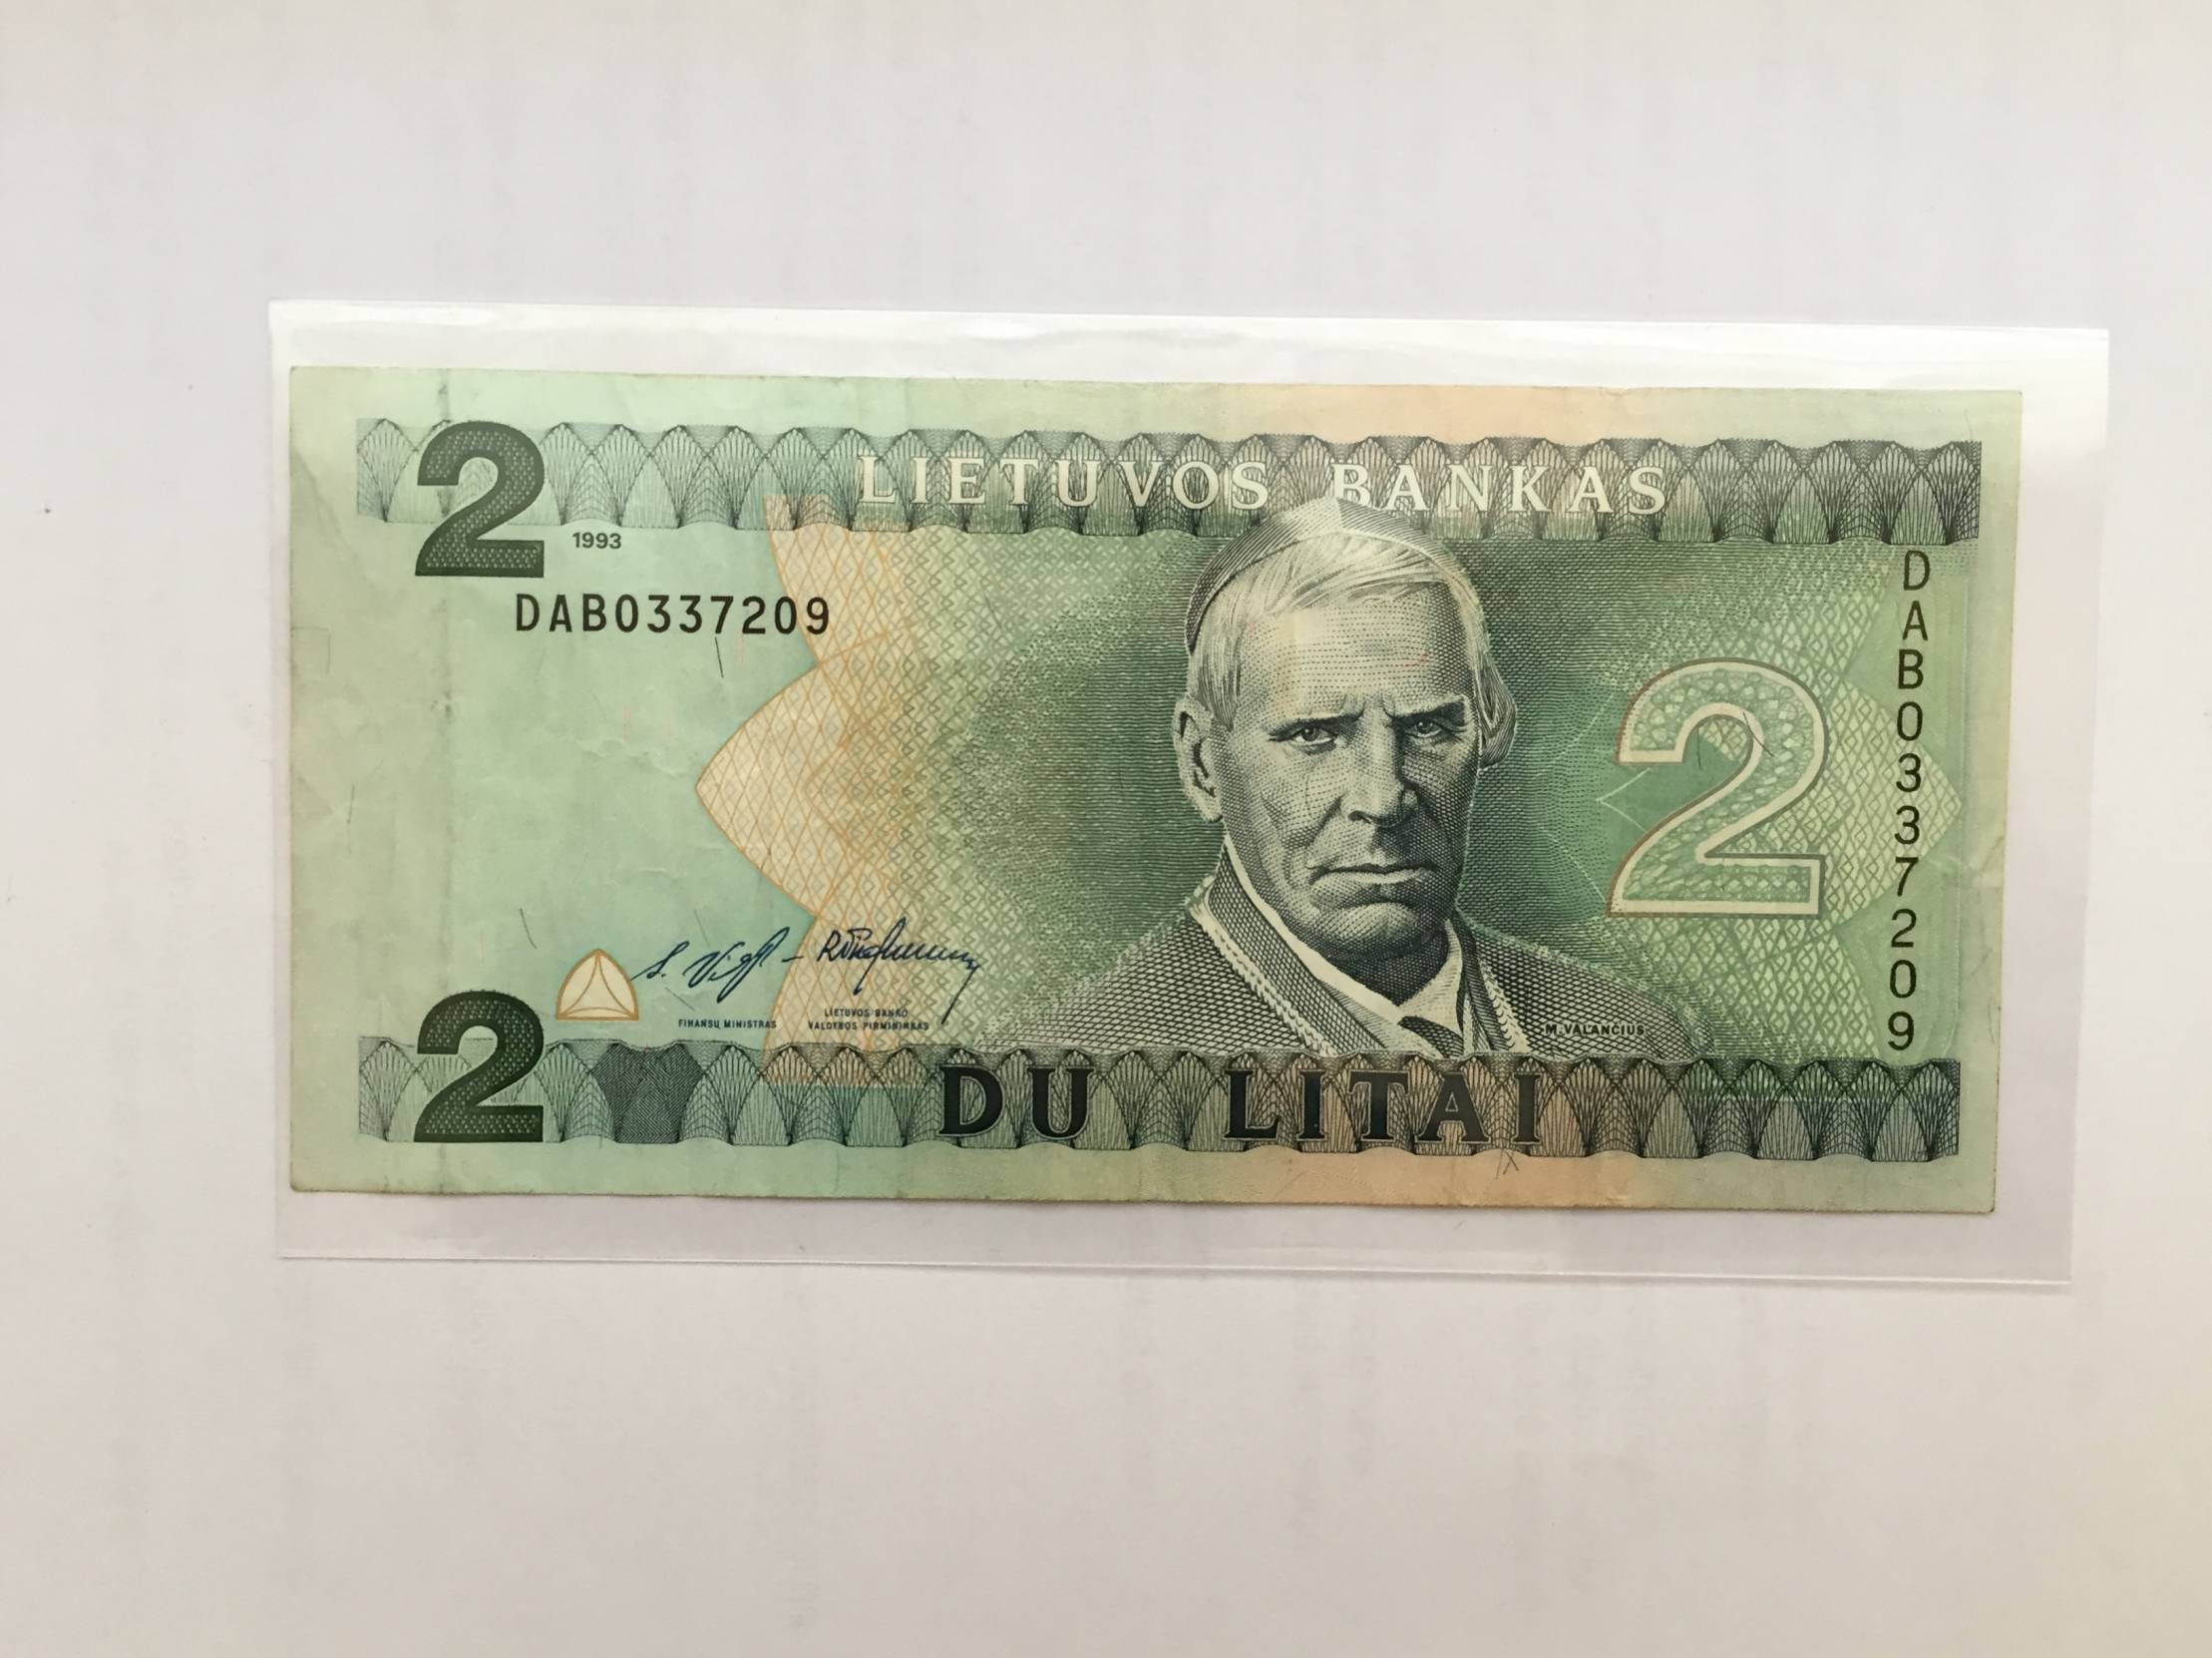 LIETUVOS BANKAS
2
1993
DAB0337209
DAB0337209
2
FINANSŲ MINISTRAS
LIETUVOS BANKO
VALDYBOS PIRMININKAS
M. VALANČIUS
2
DU LITAI